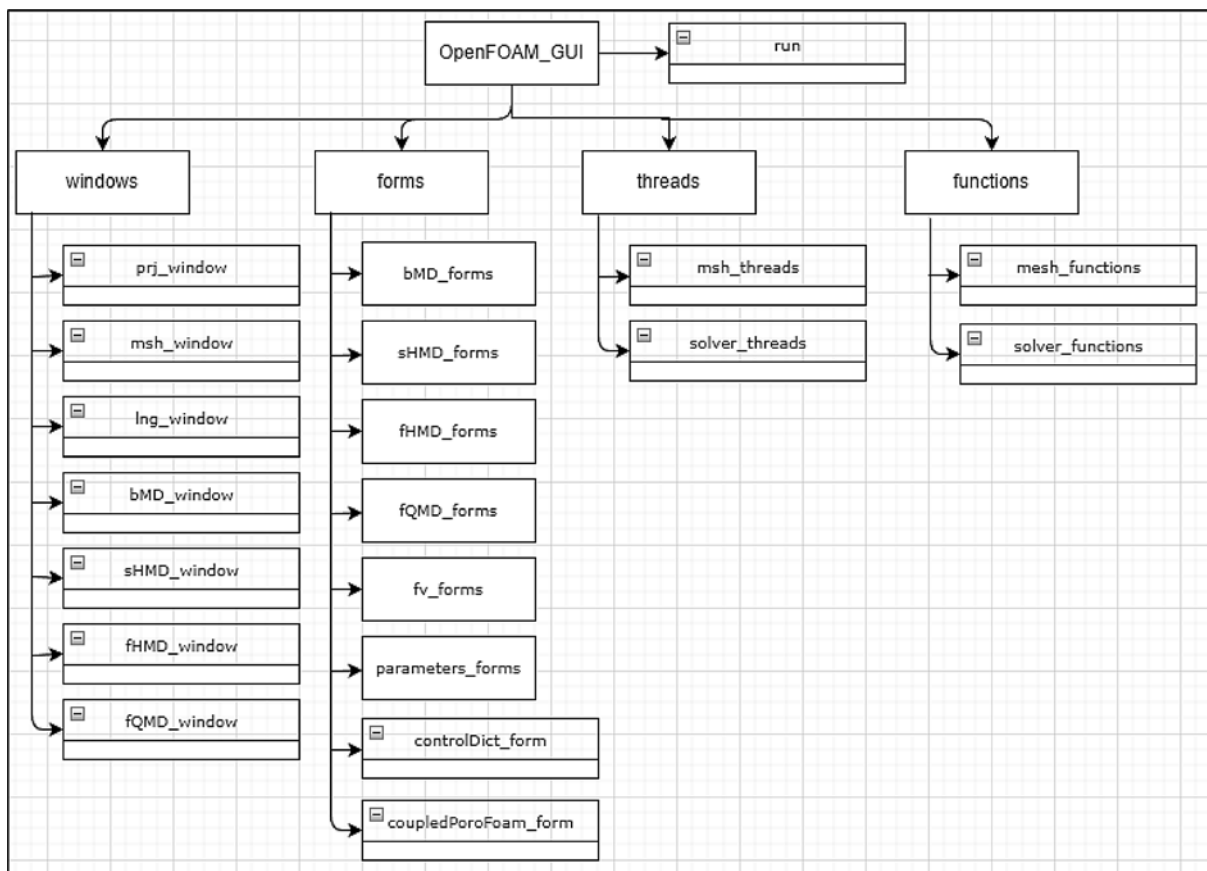 OpenFOAM_GUI
run
windows
forms
threads
functions
prj_window
msh_window
lng_window
bMD_window
sHMD_window
fHMD_window
fQMD_window
bMD_forms
sHMD_forms
fHMD_forms
fQMD_forms
fv_forms
parameters_forms
controlDict_form
coupledPoroFoam_form
msh_threads
solver_threads
mesh_functions
solver_functions